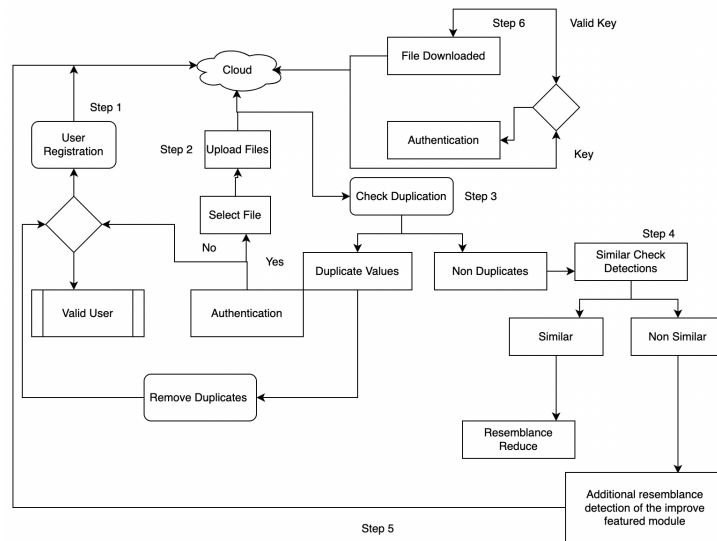 Step 6
Valid Key
File Downloaded
Cloud
Step 1
User
Registration
Step 2
Upload Files
Authentication
Key
Check Duplication
Step 3
Select File
Step 4
No
Yes
Similar Check
Detections
Duplicate Values
Non Duplicates
Valid User
Authentication
Similar
Non Similar
Remove Duplicates
Resemblance
Reduce
Additional resemblance
detection of the improve
featured module
Step 5